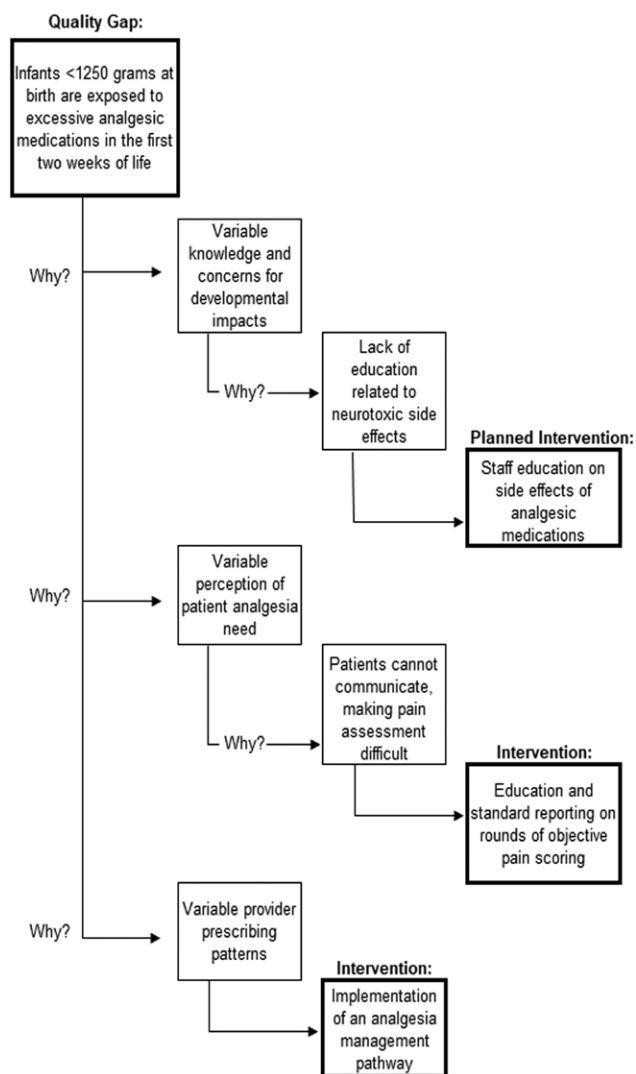 Quality Gap:
Infants <1250 grams at
birth are exposed to
excessive analgesic
medications in the first
two weeks of life
Why?
Variable
knowledge and
concerns for
developmental
impacts
Why?
Lack of
education
related to
neurotoxic side
effects
Planned Intervention:
Staff education on
side effects of
analgesic
medications
Why?
Variable
perception of
patient analgesia
need
Why?
Patients cannot
communicate,
making pain
assessment
difficult
Intervention:
Education and
standard reporting on
rounds of objective
pain scoring
Why?
Variable provider
prescribing
patterns
Intervention:
Implementation
of an analgesia
management
pathway